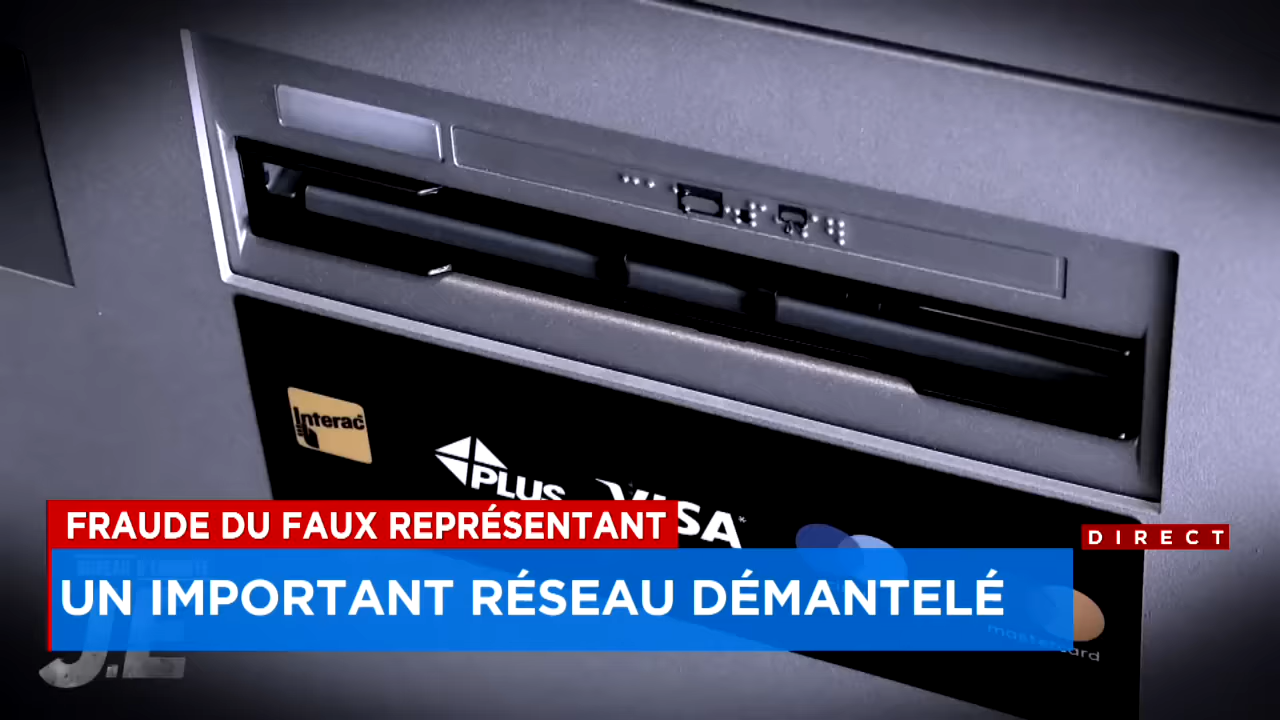 Interac
PLUS
VISA*
FRAUDE DU FAUX REPRÉSENTANT
DIRECT
UN IMPORTANT RÉSEAU DÉMANTELÉ
mastercard
J.E